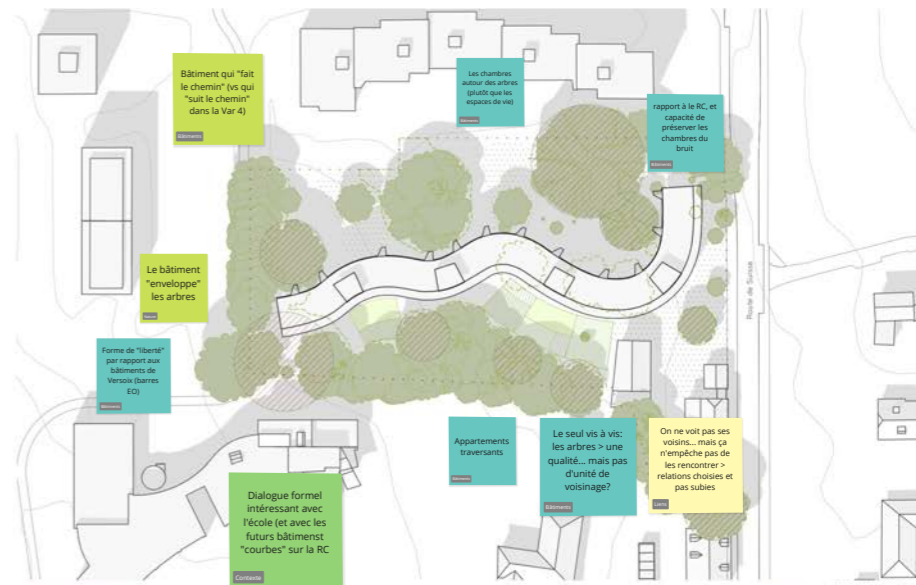 Bâtiment qui "fait
le chemin" (vs qui
"suit le chemin"
dans la Var 4)
Bâtiments
Les chambres
autour des arbres
(plutôt que les
espaces de vie)
Bâtiments
rapport à le RC, et
capacité de
préserver les
chambres du
bruit
Bâtiments
Le bâtiment
"enveloppe"
les arbres
Route de Suisse
Forme de "liberté"
par rapport aux
bâtiments de
Versoix (barres
EO)
Bâtiments
Appartements
traversants
Bâtiments
Le seul vis à vis:
les arbres > une
qualité... mais pas
d'unité de
voisinage?
Bâtiments
On ne voit pas ses
voisins... mais ça
n'empêche pas de
les rencontrer >
relations choisies et
pas subies
Liens
Dialogue formel
intéressant avec
l'école (et avec les
futurs bâtimenst
"courbes" sur la RC
Contexte